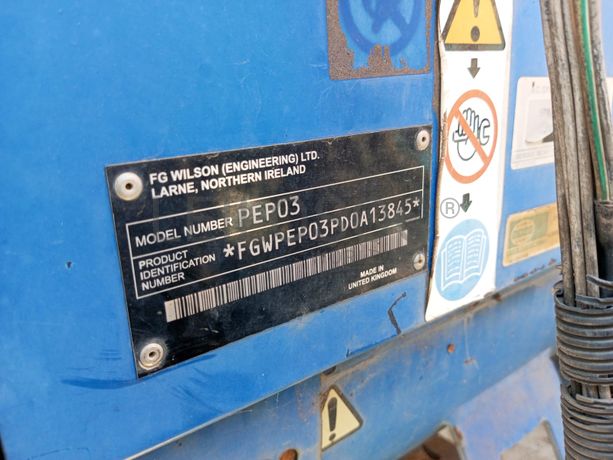 FG WILSON (ENGINEERING) LTD.
LARNE, NORTHERN IRELAND
MODEL NUMBER PEP03
PRODUCT IDENTIFICATION NUMBER *FGWPEP03PD0A13845*
MADE IN
UNITED KINGDOM
R